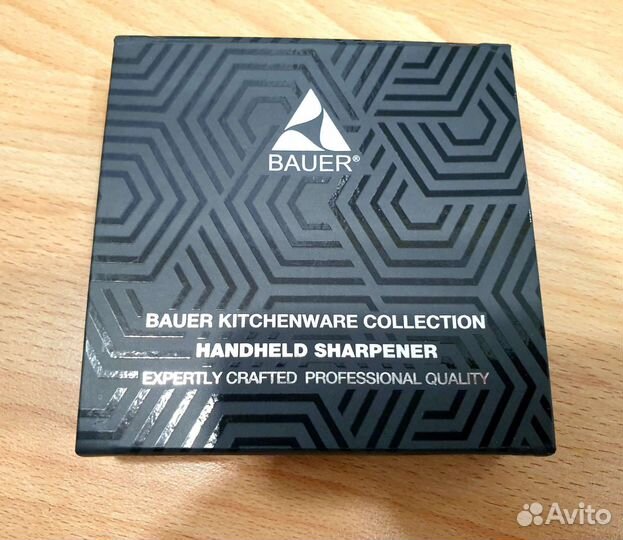 BAUER®
BAUER KITCHENWARE COLLECTION
HANDHELD SHARPENER
EXPERTLY CRAFTED PROFESSIONAL QUALITY
Avito